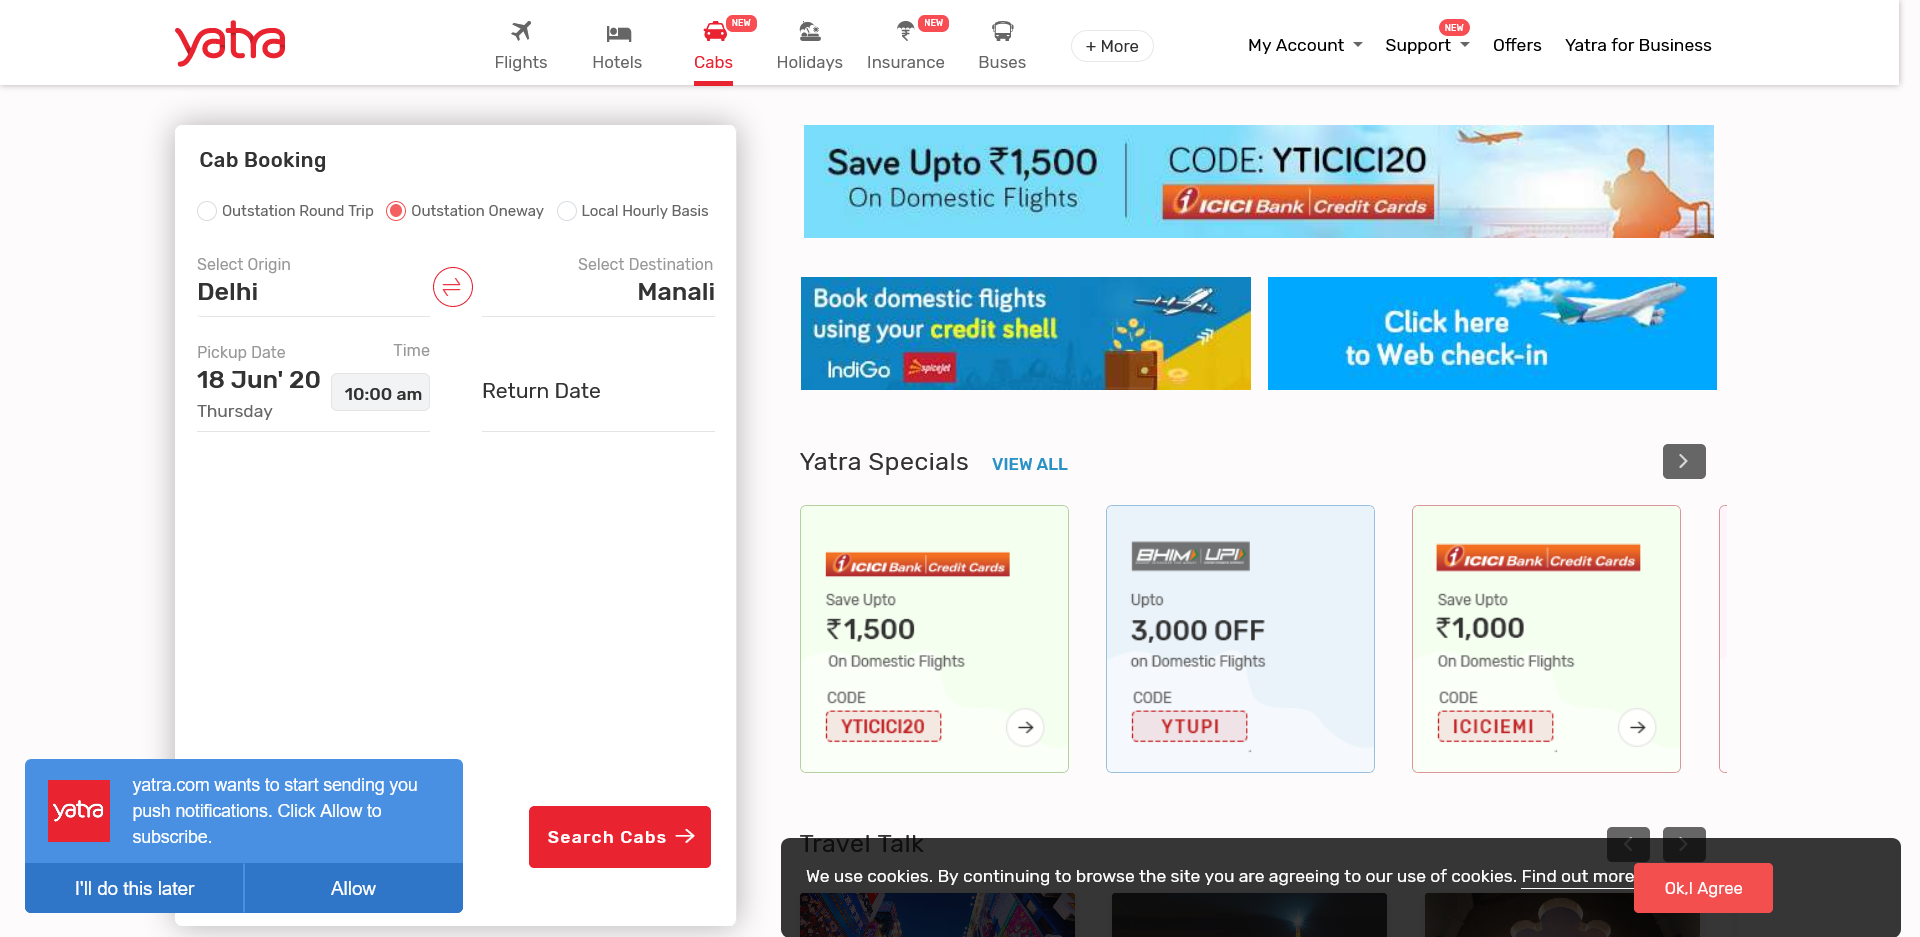 yatra
Flights
Hotels
NEW
Cabs
Holidays
NEW
Insurance
Buses
+ More
My Account
NEW
Support
Offers
Yatra for Business
Cab Booking
Outstation Round Trip
Outstation Oneway
Local Hourly Basis
Select Origin
Delhi
Select Destination
Manali
Pickup Date
18 Jun' 20
Thursday
Time
10:00 am
Return Date
Search Cabs
yatra
yatra.com wants to start sending you
push notifications. Click Allow to
subscribe.
I'll do this later
Allow
Save Upto ₹1,500
On Domestic Flights
CODE: YTICICI20
ICICI Bank Credit Cards
Book domestic flights
using your credit shell
IndiGo
spicejet
Click here
to Web check-in
Yatra Specials
VIEW ALL
ICICI Bank Credit Cards
Save Upto
₹1,500
On Domestic Flights
CODE
YTICICI20
BHIM UPI
Upto
3,000 OFF
on Domestic Flights
CODE
YTUPI
ICICI Bank Credit Cards
Save Upto
₹1,000
On Domestic Flights
CODE
ICICIEMI
Travel Talk
We use cookies. By continuing to browse the site you are agreeing to our use of cookies. Find out more
Ok,I Agree